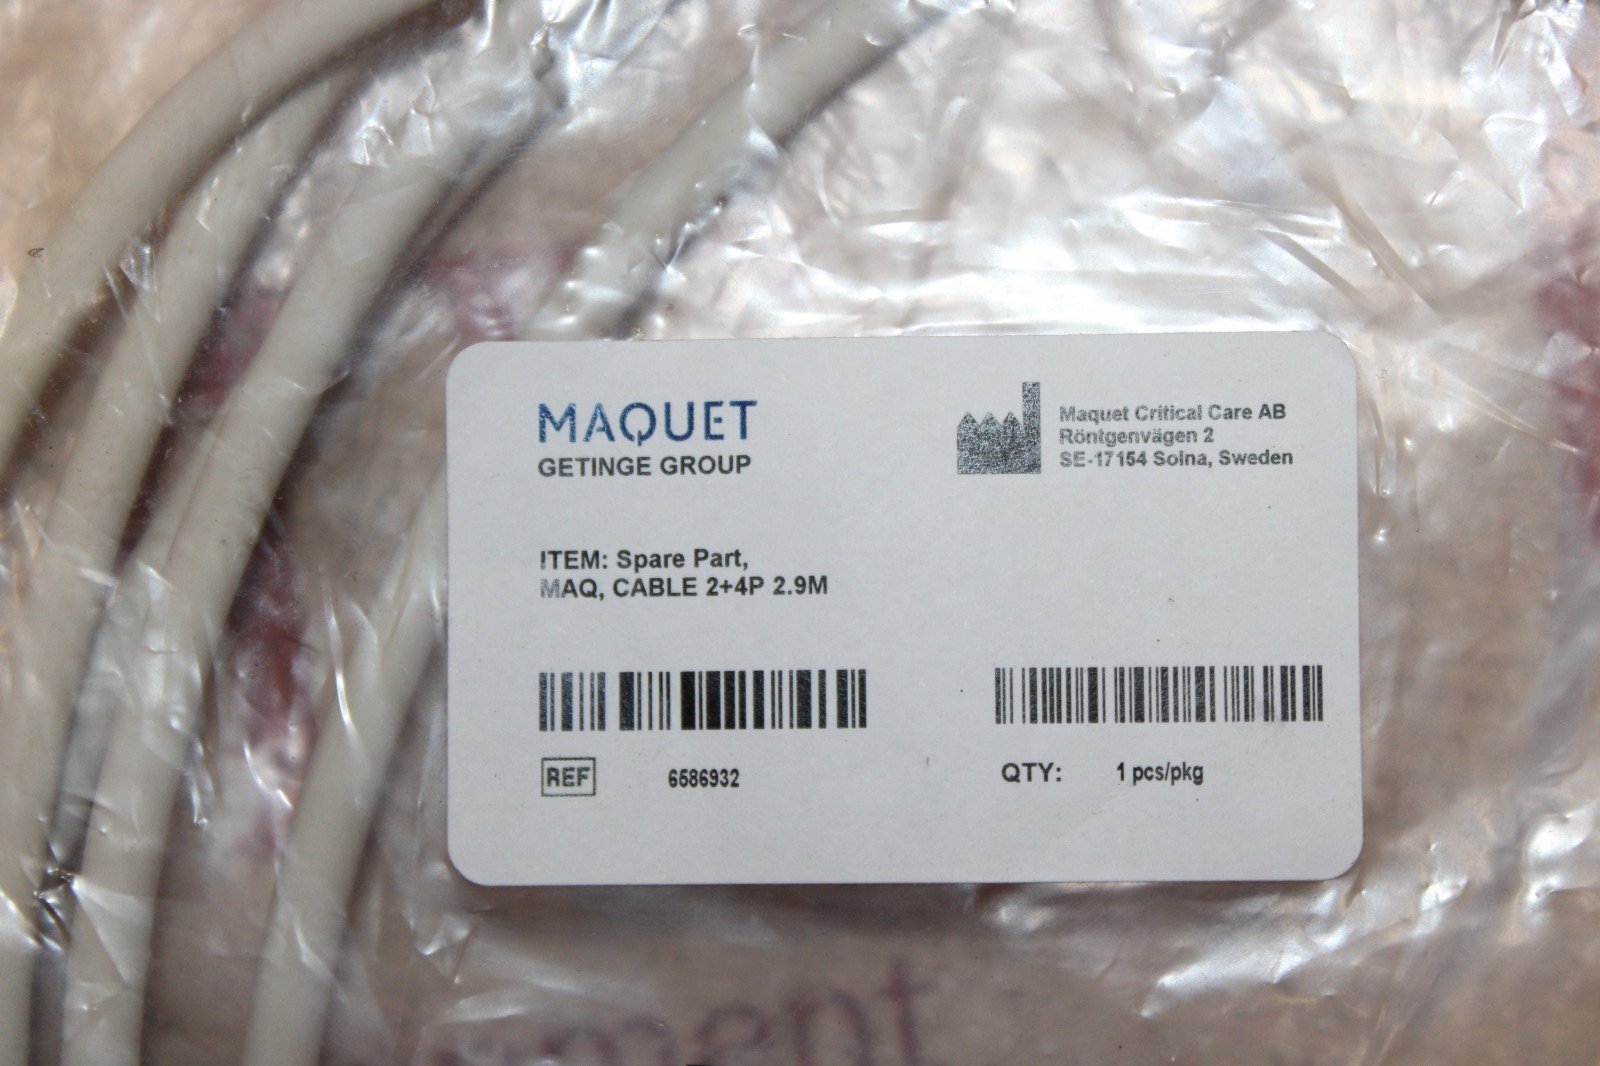 MAQUET
GETINGE GROUP
Maquet Critical Care AB
Röntgenvägen 2
SE-17154 Solna, Sweden
ITEM: Spare Part,
MAQ, CABLE 2+4P 2.9M
REF 6586932
QTY: 1 pcs/pkg